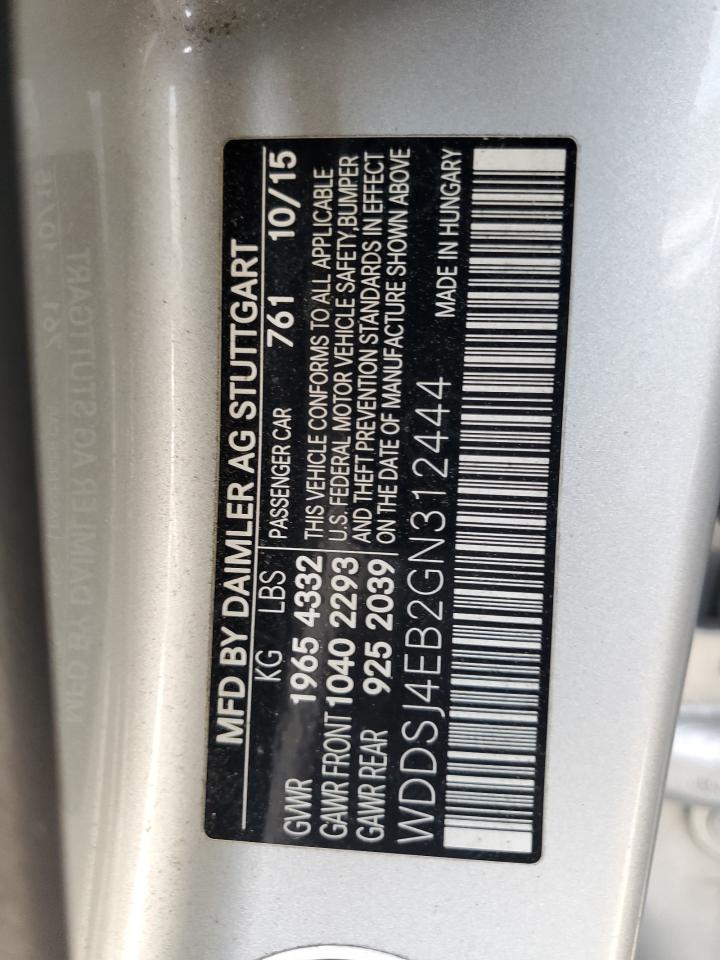 MFD BY DAIMLER AG STUTTGART
KG LBS PASSENGER CAR 761 10/15
GVWR 1965 4332 THIS VEHICLE CONFORMS TO ALL APPLICABLE
GAWR FRONT 1040 2293 U.S. FEDERAL MOTOR VEHICLE SAFETY,BUMPER
GAWR REAR 925 2039 AND THEFT PREVENTION STANDARDS IN EFFECT
ON THE DATE OF MANUFACTURE SHOWN ABOVE
WDDSJ4EB2GN312444 MADE IN HUNGARY